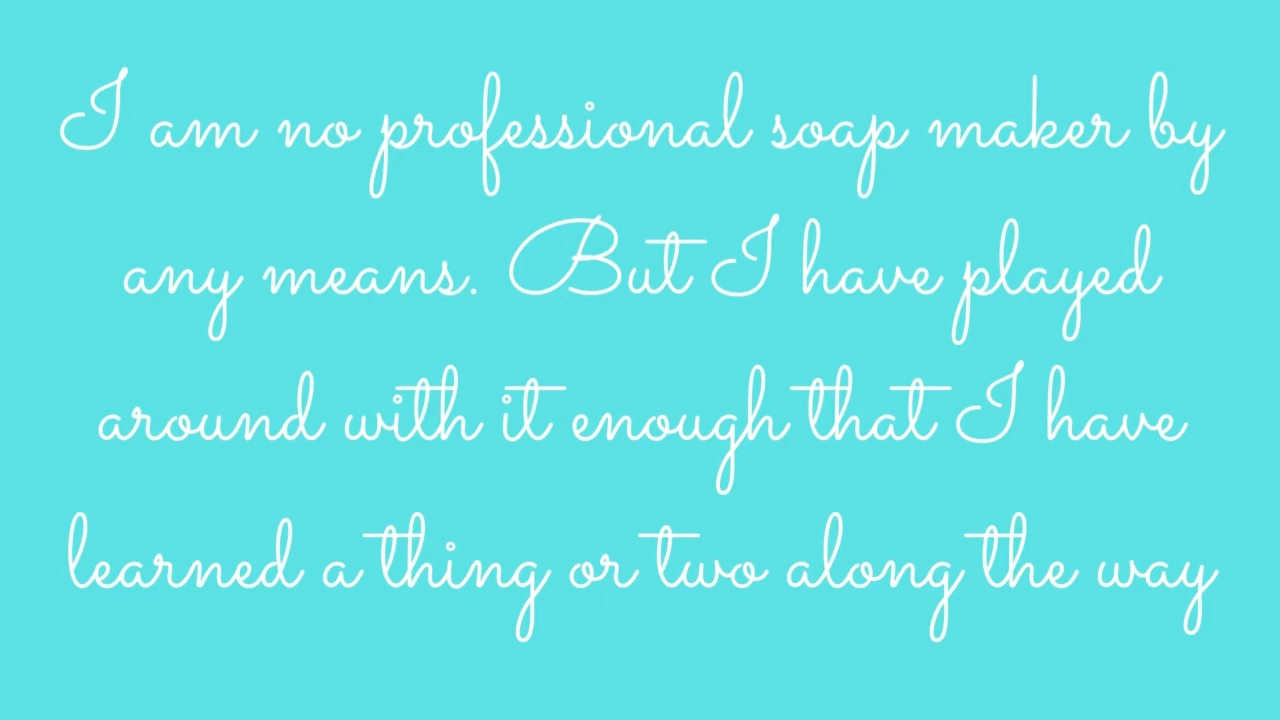 I am no professional soap maker by
any means. But I have played
around with it enough that I have
learned a thing or two along the way